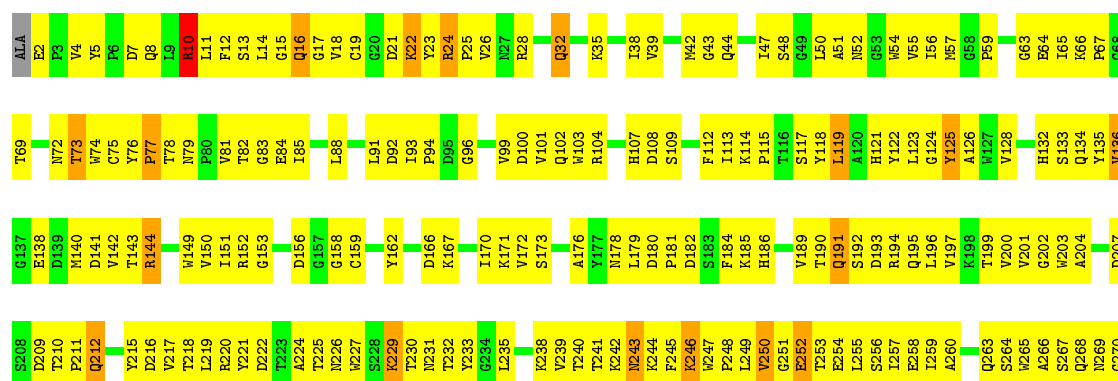 ALA E2 P3 V4 Y5 P6 D7 Q8 L9 R10 L11 F12 S13 L14 G15 Q16 G17 V18 C19 G20 D21 K22 Y23 R24 P25 V26 N27 R28 Q32 K35 I38 V39 M42 G43 Q44 I47 S48 G49 L50 A51 N52 G53 W54 V55 I56 M57 G58 P59 G63 E64 I65 K66 P67 G68
T69 N72 T73 W74 C75 Y76 P77 T78 N79 P80 V81 T82 G83 E84 I85 L88 L91 D92 I93 P94 D95 G96 V99 D100 V101 Q102 W103 R104 H107 D108 S109 F112 I113 K114 P115 T116 S117 Y118 L119 A120 H121 Y122 L123 G124 Y125 A126 W127 V128 H132 S133 Q134 Y135 V136
G137 E138 D139 M140 D141 V142 T143 R144 W149 V150 I151 R152 G153 D156 G157 G158 C159 Y162 D166 K167 I170 K171 V172 S173 A176 Y177 N178 L179 D180 P181 D182 S183 F184 K185 H186 V189 T190 Q191 S192 D193 R194 Q195 L196 V197 K198 T199 V200 V201 G202 W203 A204 D207
S208 D209 T210 P211 Q212 Y215 D216 V217 T218 L219 R220 Y221 D222 T223 A224 T225 N226 W227 S228 K229 T230 N231 T232 Y233 G234 L235 K238 V239 T240 T241 K242 N243 K244 F245 K246 W247 P248 L249 V250 G251 E252 T253 E254 L255 S256 I257 E258 I259 A260 Q263 S264 W265 A266 S267 Q268 N269 N270